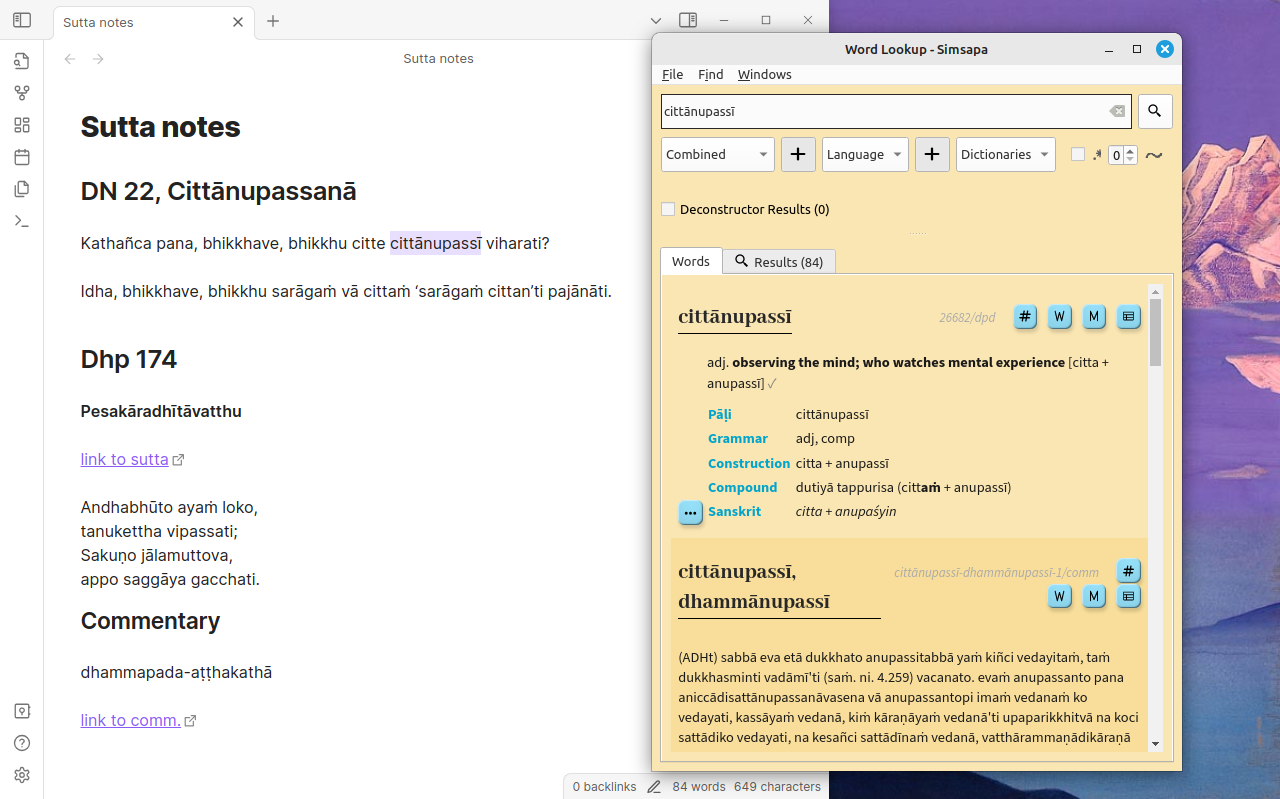 Sutta notes
Sutta notes
Sutta notes
DN 22, Cittānupassanā
Kathañca pana, bhikkhave, bhikkhu citte cittānupassī viharati?
Idha, bhikkhave, bhikkhu sarāgaṁ vā cittaṁ ‘sarāgaṁ cittan’ti pajānāti.
Dhp 174
Pesakāradhītāvatthu
link to sutta
Andhabhūto ayaṁ loko,
tanukettha vipassati;
Sakuṇo jālamuttova,
appo saggāya gacchati.
Commentary
dhammapada-aṭṭhakathā
link to comm.
0 backlinks 84 words 649 characters
Word Lookup - Simsapa
File Find Windows
cittānupassī
Combined + Language + Dictionaries .* 0
Deconstructor Results (0)
Words Results (84)
cittānupassī 26682/dpd # W M
adj. observing the mind; who watches mental experience [citta +
anupassī] ✓
Pāḷi cittānupassī
Grammar adj, comp
Construction citta + anupassī
Compound dutiyā tappurisa (cittaṁ + anupassī)
... Sanskrit citta + anupaśyin
cittānupassī, cittānupassī-dhammānupassī-1/comm #
dhammānupassī W M
(ADHt) sabbā eva etā dukkhato anupassitabbā yaṁ kiñci vedayitaṁ, taṁ
dukkhasminti vadāmī'ti (saṁ. ni. 4.259) vacanato. evaṁ anupassanto pana
aniccādisattānupassanāvasena vā anupassantopi imaṁ vedanaṁ ko
vedayati, kassāyaṁ vedanā, kiṁ kāraṇāyaṁ vedanā'ti upaparikkhitvā na koci
sattādiko vedayati, na kesañci sattādīnaṁ vedanā, vatthārammaṇādikāraṇā